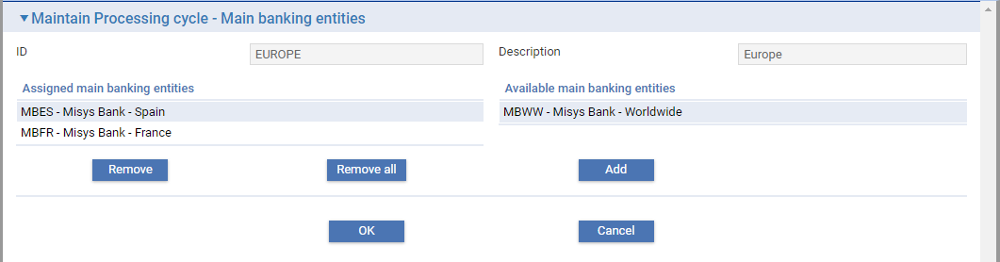 Maintain Processing cycle - Main banking entities
ID EUROPE Description Europe
Assigned main banking entities Available main banking entities
MBES - Misys Bank - Spain MBWW - Misys Bank - Worldwide
MBFR - Misys Bank - France
Remove Remove all Add
OK Cancel